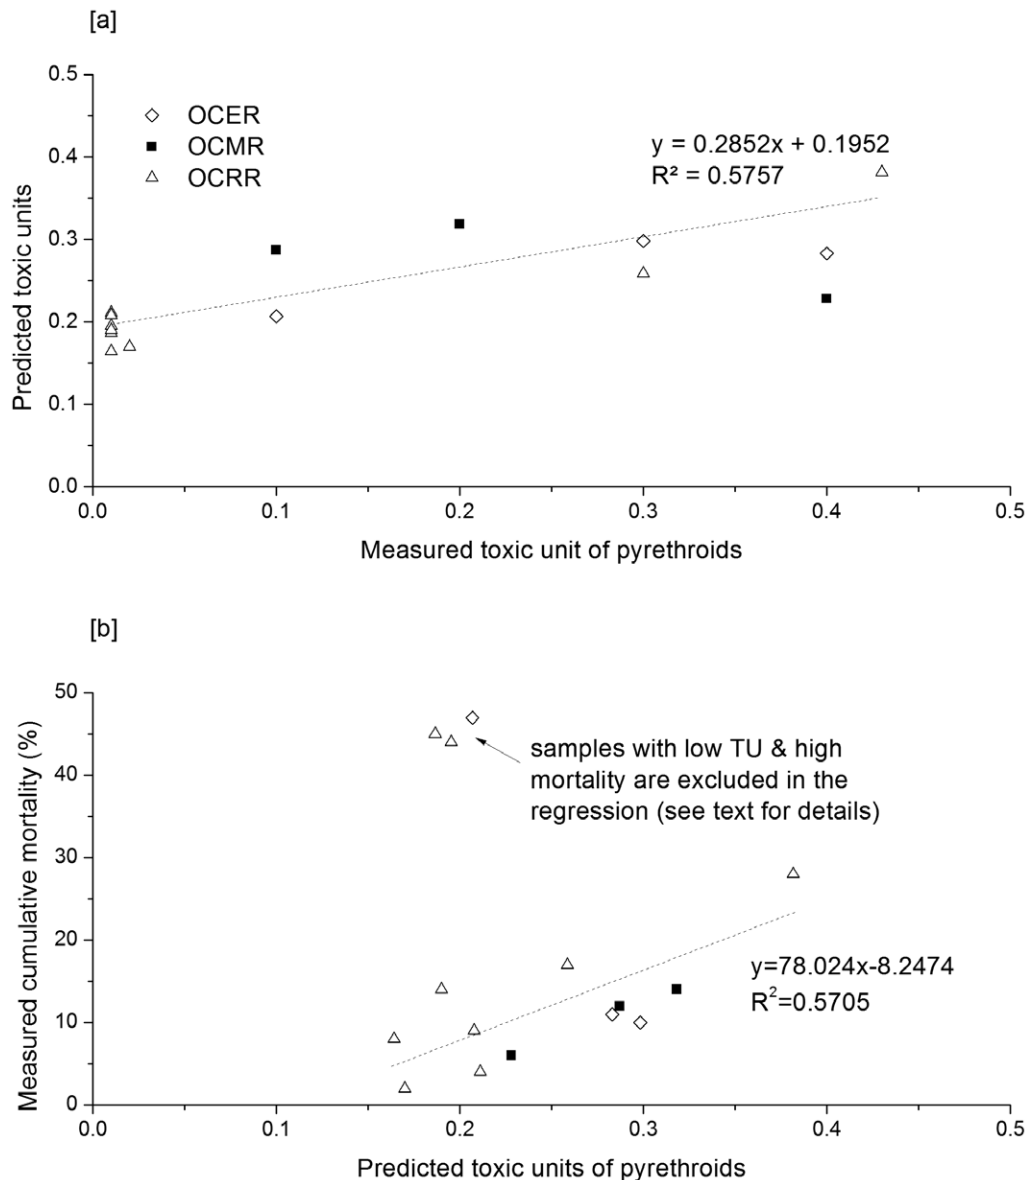 [a]
0.5
0.4
0.3
0.2
0.1
0.0
Predicted toxic units
OCER
OCMR
OCRR
y = 0.2852x + 0.1952
R² = 0.5757
0.0 0.1 0.2 0.3 0.4 0.5
Measured toxic unit of pyrethroids
[b]
50
40
30
20
10
0
Measured cumulative mortality (%)
samples with low TU & high
mortality are excluded in the
regression (see text for details)
y=78.024x-8.2474
R²=0.5705
0.0 0.1 0.2 0.3 0.4 0.5
Predicted toxic units of pyrethroids